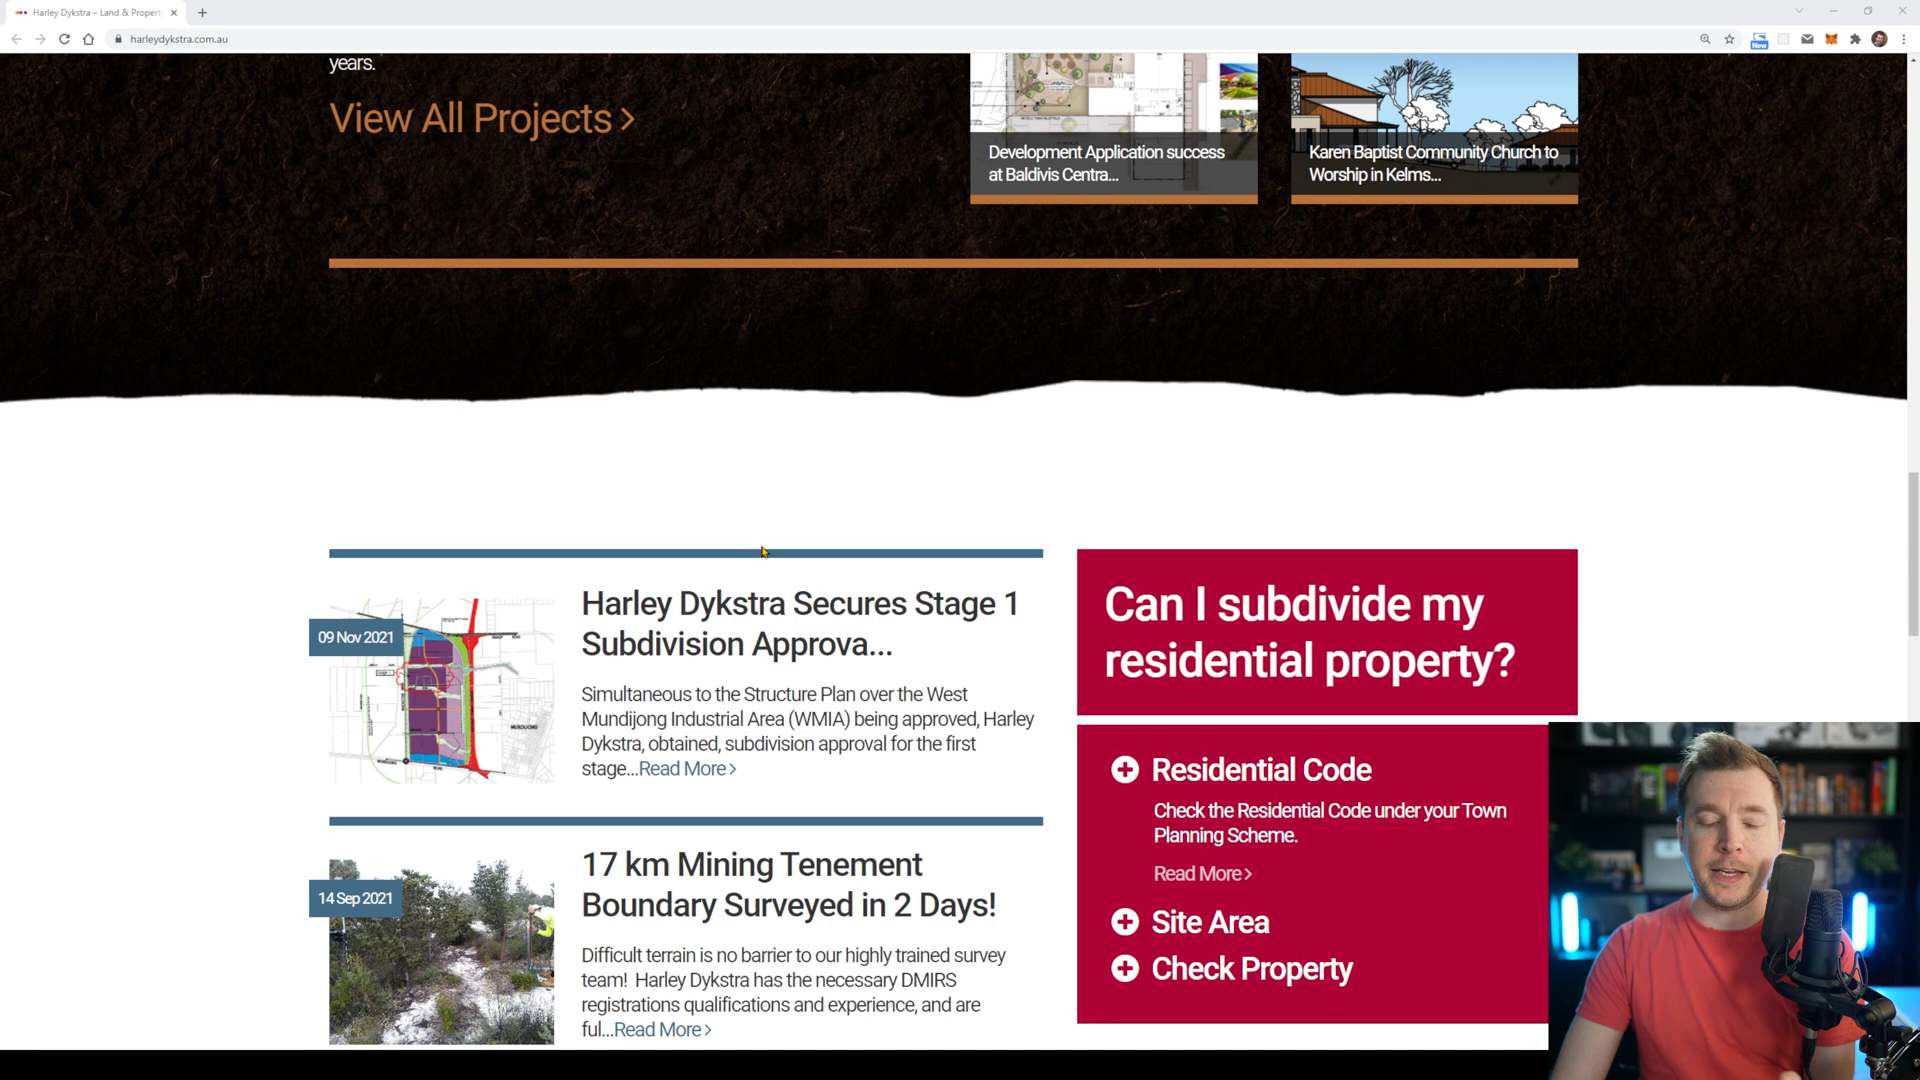 Harley Dykstra – Land & Propert
harleydykstra.com.au
New
years.
View All Projects
Development Application success
at Baldivis Centra...
Karen Baptist Community Church to
Worship in Kelms...
09 Nov 2021
Harley Dykstra Secures Stage 1
Subdivision Approva...
Simultaneous to the Structure Plan over the West
Mundijong Industrial Area (WMIA) being approved, Harley
Dykstra, obtained, subdivision approval for the first
stage...Read More
MUNDIJONG
14 Sep 2021
17 km Mining Tenement
Boundary Surveyed in 2 Days!
Difficult terrain is no barrier to our highly trained survey
team! Harley Dykstra has the necessary DMIRS
registrations qualifications and experience, and are
ful...Read More
Can I subdivide my
residential property?
Residential Code
Check the Residential Code under your Town
Planning Scheme.
Read More
Site Area
Check Property